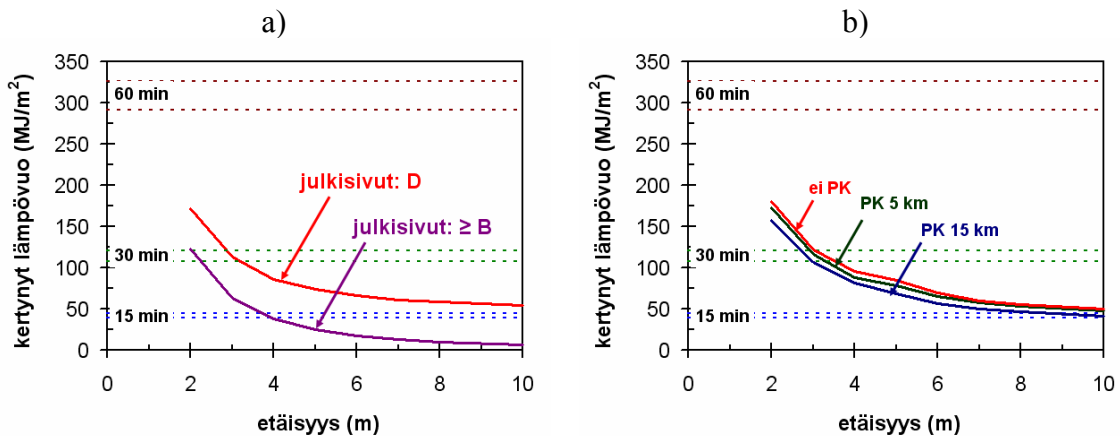 a)
kertynyt lämpövuo (MJ/m²)
350
300
250
200
150
100
50
0
60 min
30 min
15 min
julkisivut: D
julkisivut: ≥ B
0 2 4 6 8 10
etäisyys (m)
b)
kertynyt lämpövuo (MJ/m²)
350
300
250
200
150
100
50
0
60 min
30 min
15 min
ei PK
PK 5 km
PK 15 km
0 2 4 6 8 10
etäisyys (m)